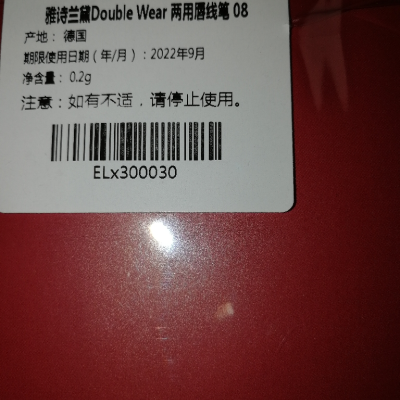 雅诗兰黛Double Wear 两用唇线笔 08
产地： 德国
期限使用日期（年/月）：2022年9月
净含量： 0.2g
注意：如有不适，请停止使用。
ELx300030